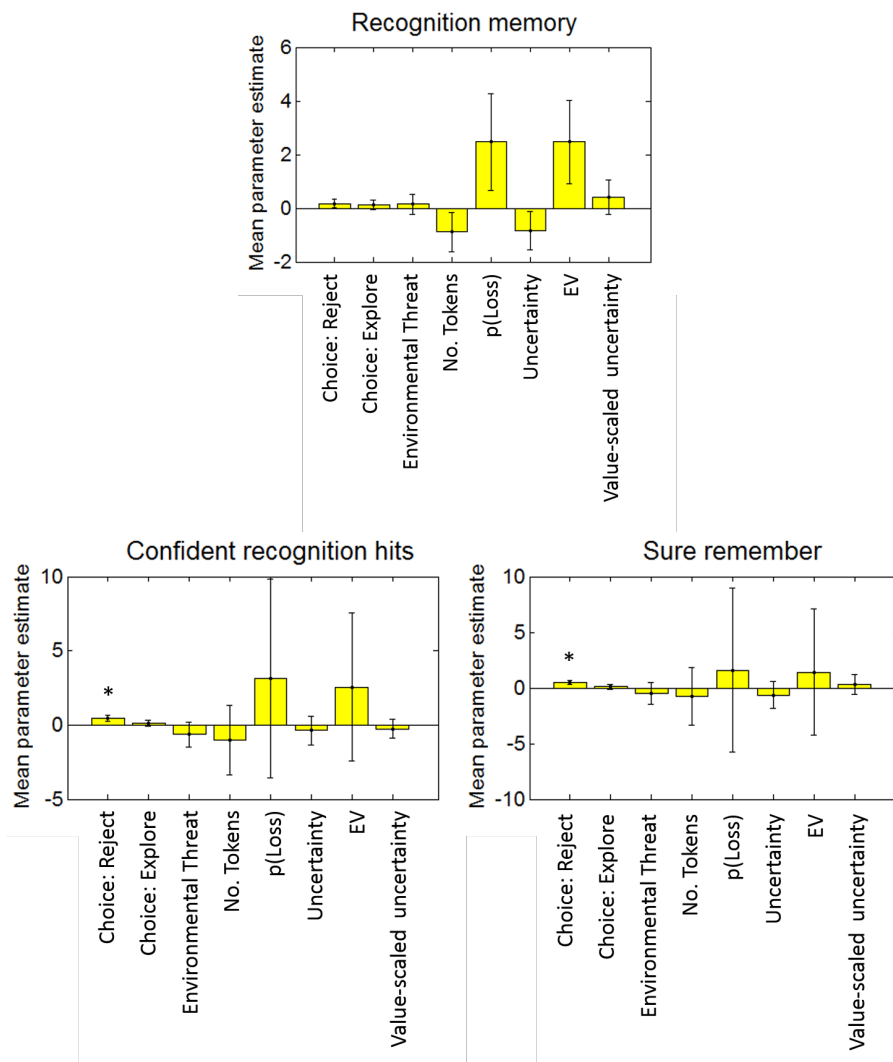 Recognition memory
Mean parameter estimate
6
4
2
0
-2
Choice: Reject
Choice: Explore
Environmental Threat
No. Tokens
p(Loss)
Uncertainty
EV
Value-scaled uncertainty
Confident recognition hits
Mean parameter estimate
10
5
0
-5
*
Choice: Reject
Choice: Explore
Environmental Threat
No. Tokens
p(Loss)
Uncertainty
EV
Value-scaled uncertainty
Sure remember
Mean parameter estimate
10
5
0
-5
-10
*
Choice: Reject
Choice: Explore
Environmental Threat
No. Tokens
p(Loss)
Uncertainty
EV
Value-scaled uncertainty